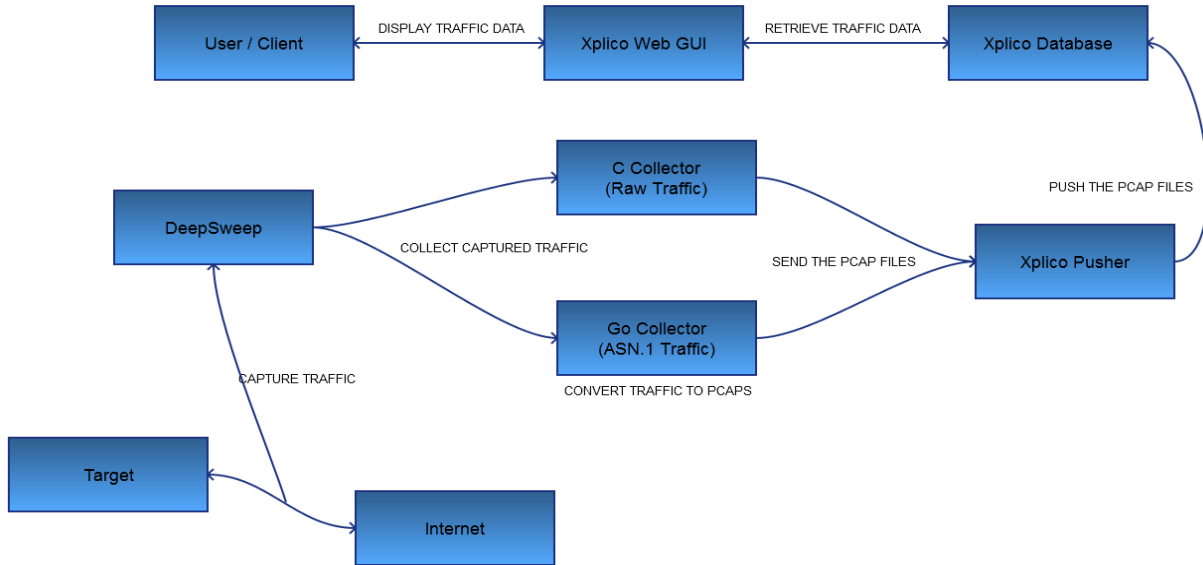 User / Client
DISPLAY TRAFFIC DATA
Xplico Web GUI
RETRIEVE TRAFFIC DATA
Xplico Database
C Collector
(Raw Traffic)
PUSH THE PCAP FILES
DeepSweep
COLLECT CAPTURED TRAFFIC
SEND THE PCAP FILES
Xplico Pusher
Go Collector
(ASN.1 Traffic)
CAPTURE TRAFFIC
CONVERT TRAFFIC TO PCAPS
Target
Internet